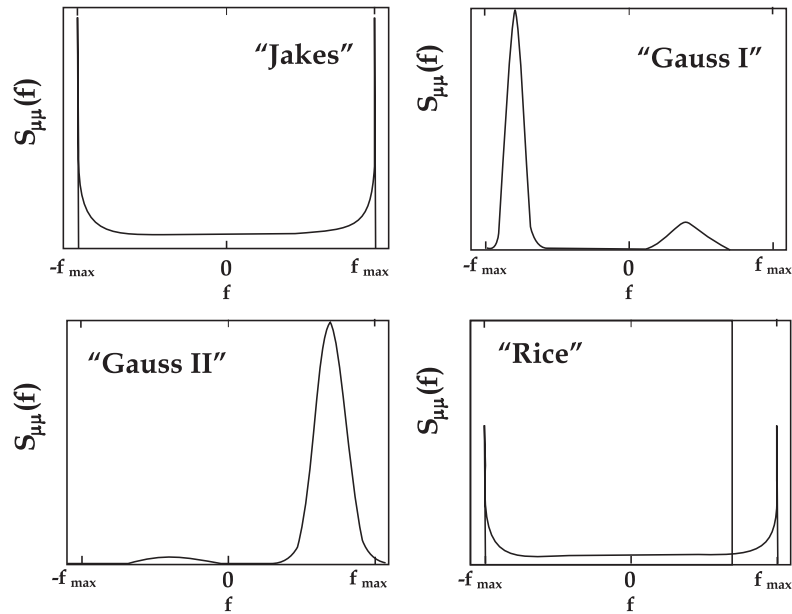 “Jakes”
Sμμ(f)
-f max 0 f max
f
“Gauss I”
Sμμ(f)
-f max 0 f max
f
“Gauss II”
Sμμ(f)
-f max 0 f max
f
“Rice”
Sμμ(f)
-f max 0 f max
f